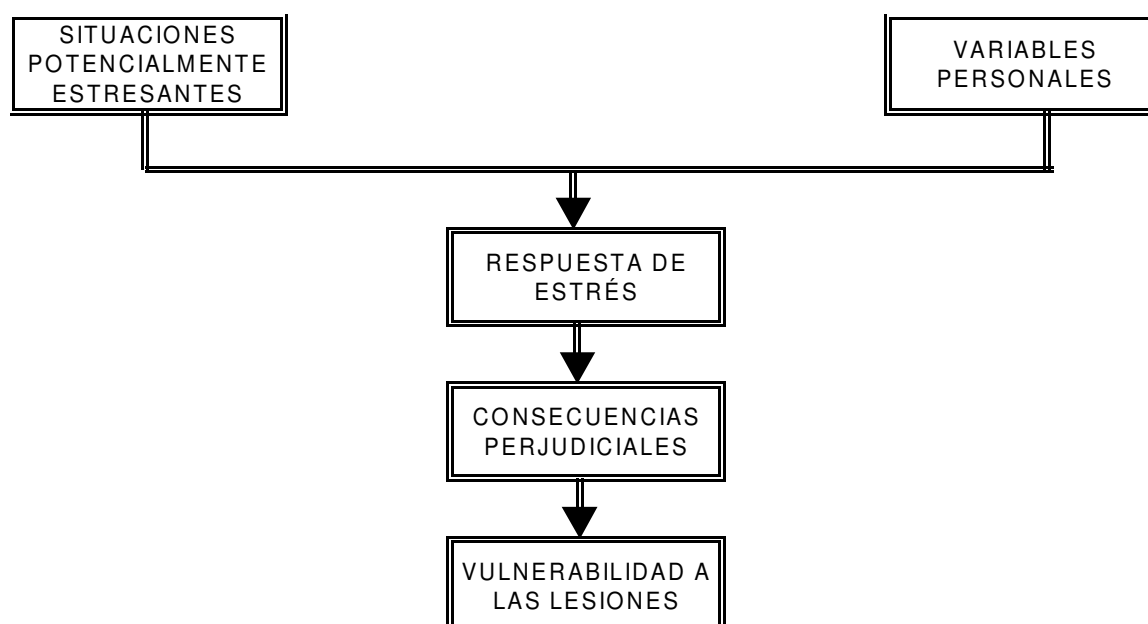 SITUACIONES
POTENCIALMENTE
ESTRESANTES
VARIABLES
PERSONALES
RESPUESTA DE
ESTRÉS
CONSECUENCIAS
PERJUDICIALES
VULNERABILIDAD A
LAS LESIONES